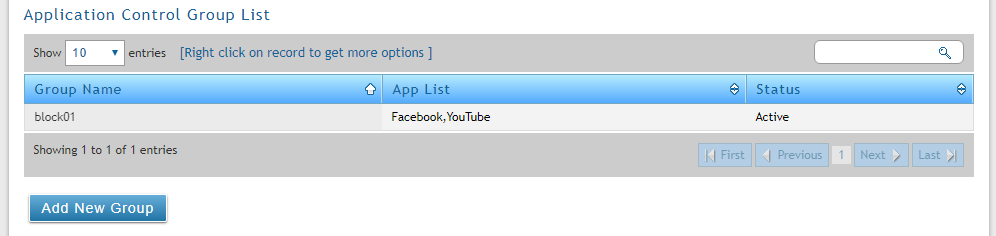 Application Control Group List
Show 10 entries [Right click on record to get more options ]
Group Name App List Status
block01 Facebook,YouTube Active
Showing 1 to 1 of 1 entries First Previous 1 Next Last
Add New Group